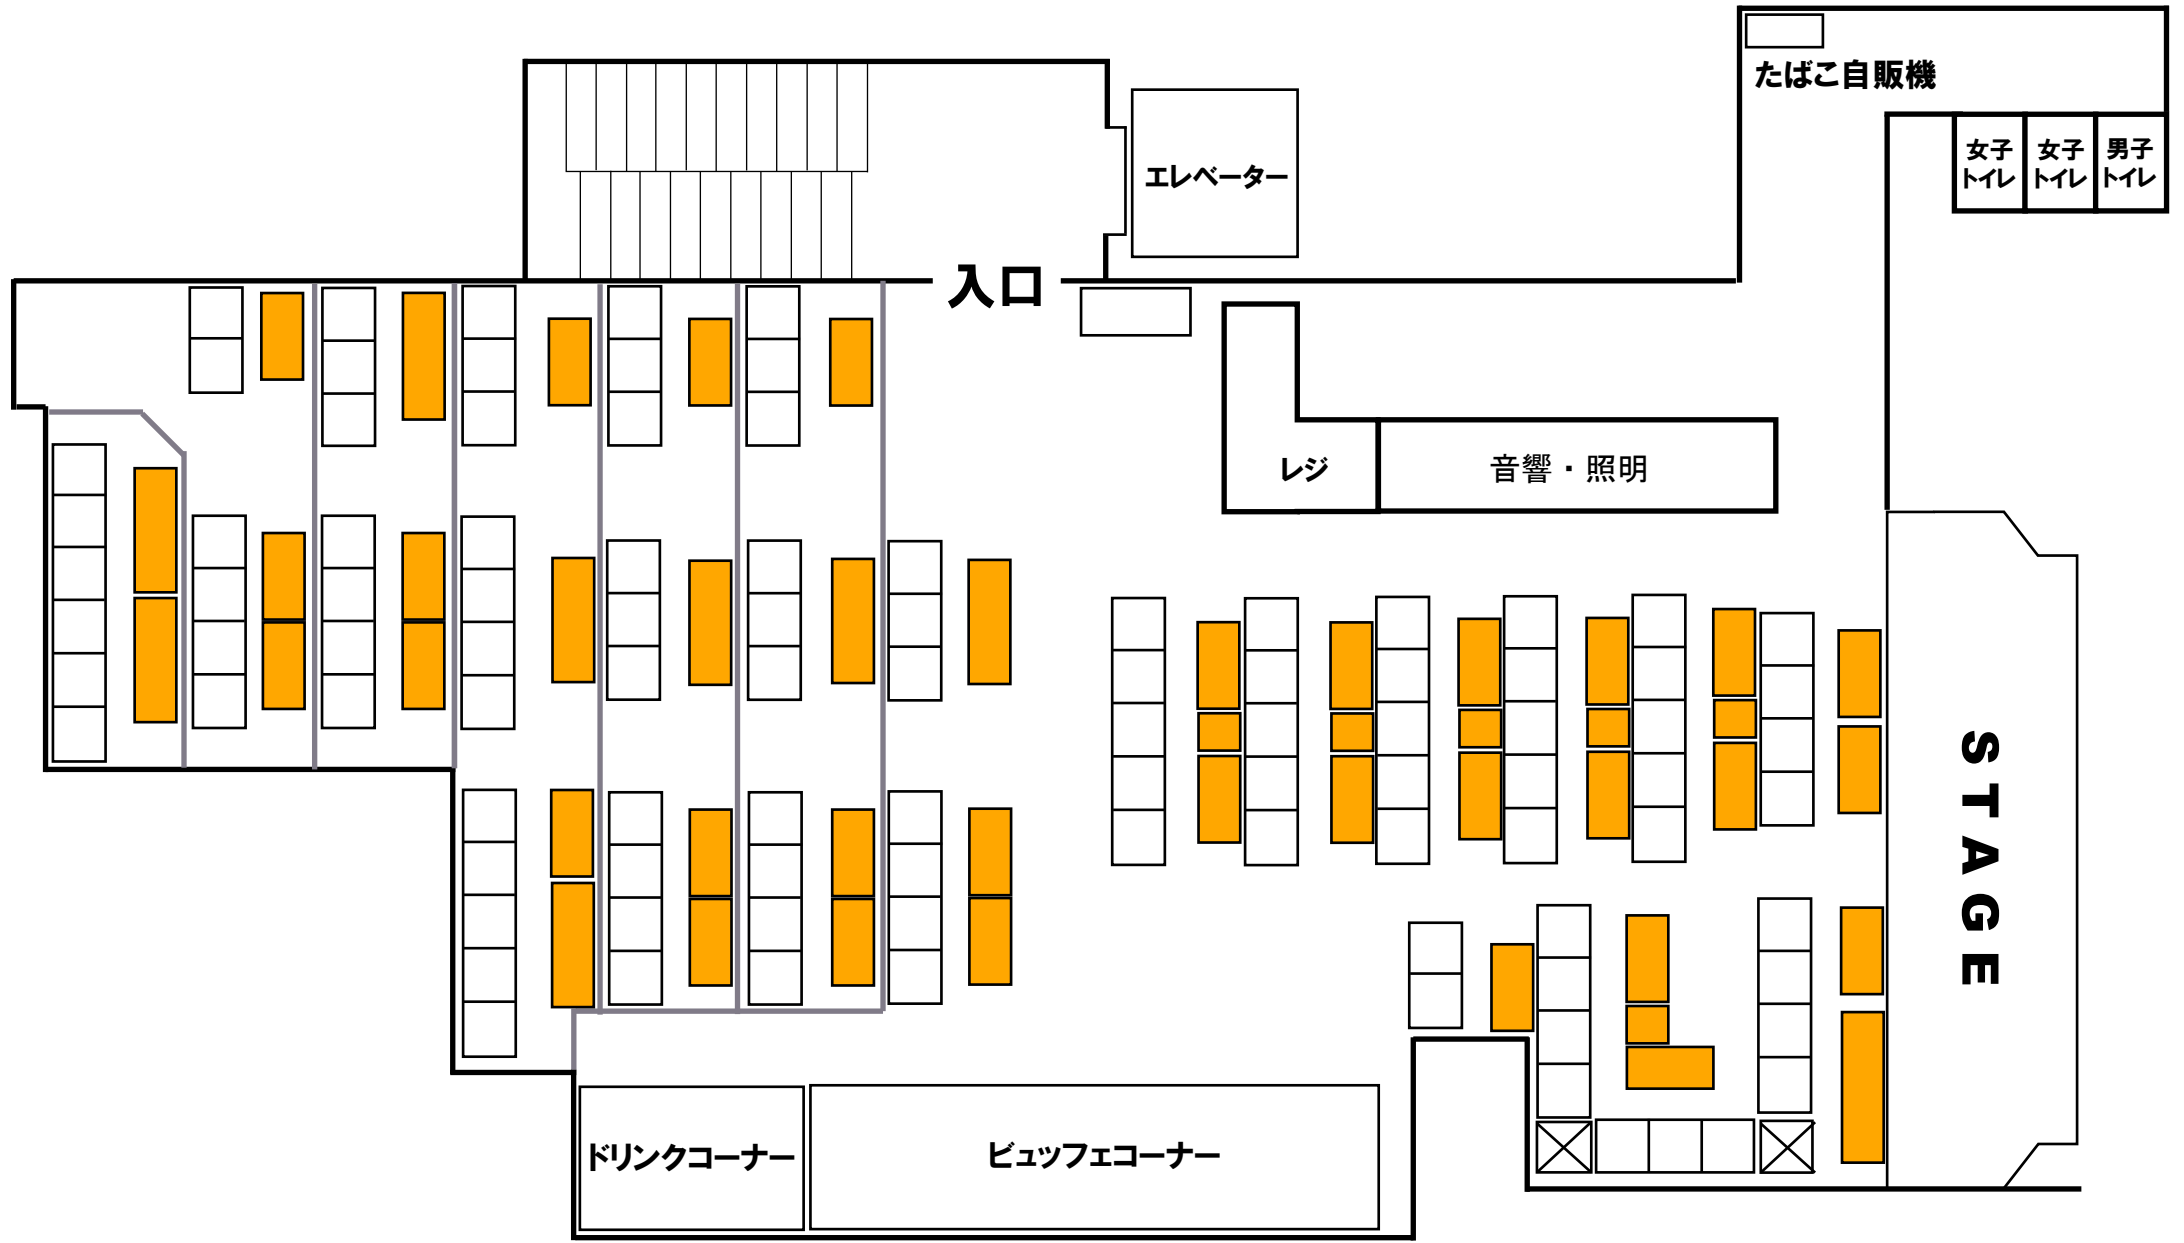 たばこ自販機
女子
トイレ
女子
トイレ
男子
トイレ
エレベーター
入口
レジ
音響・照明
STAGE
ドリンクコーナー
ビュッフェコーナー